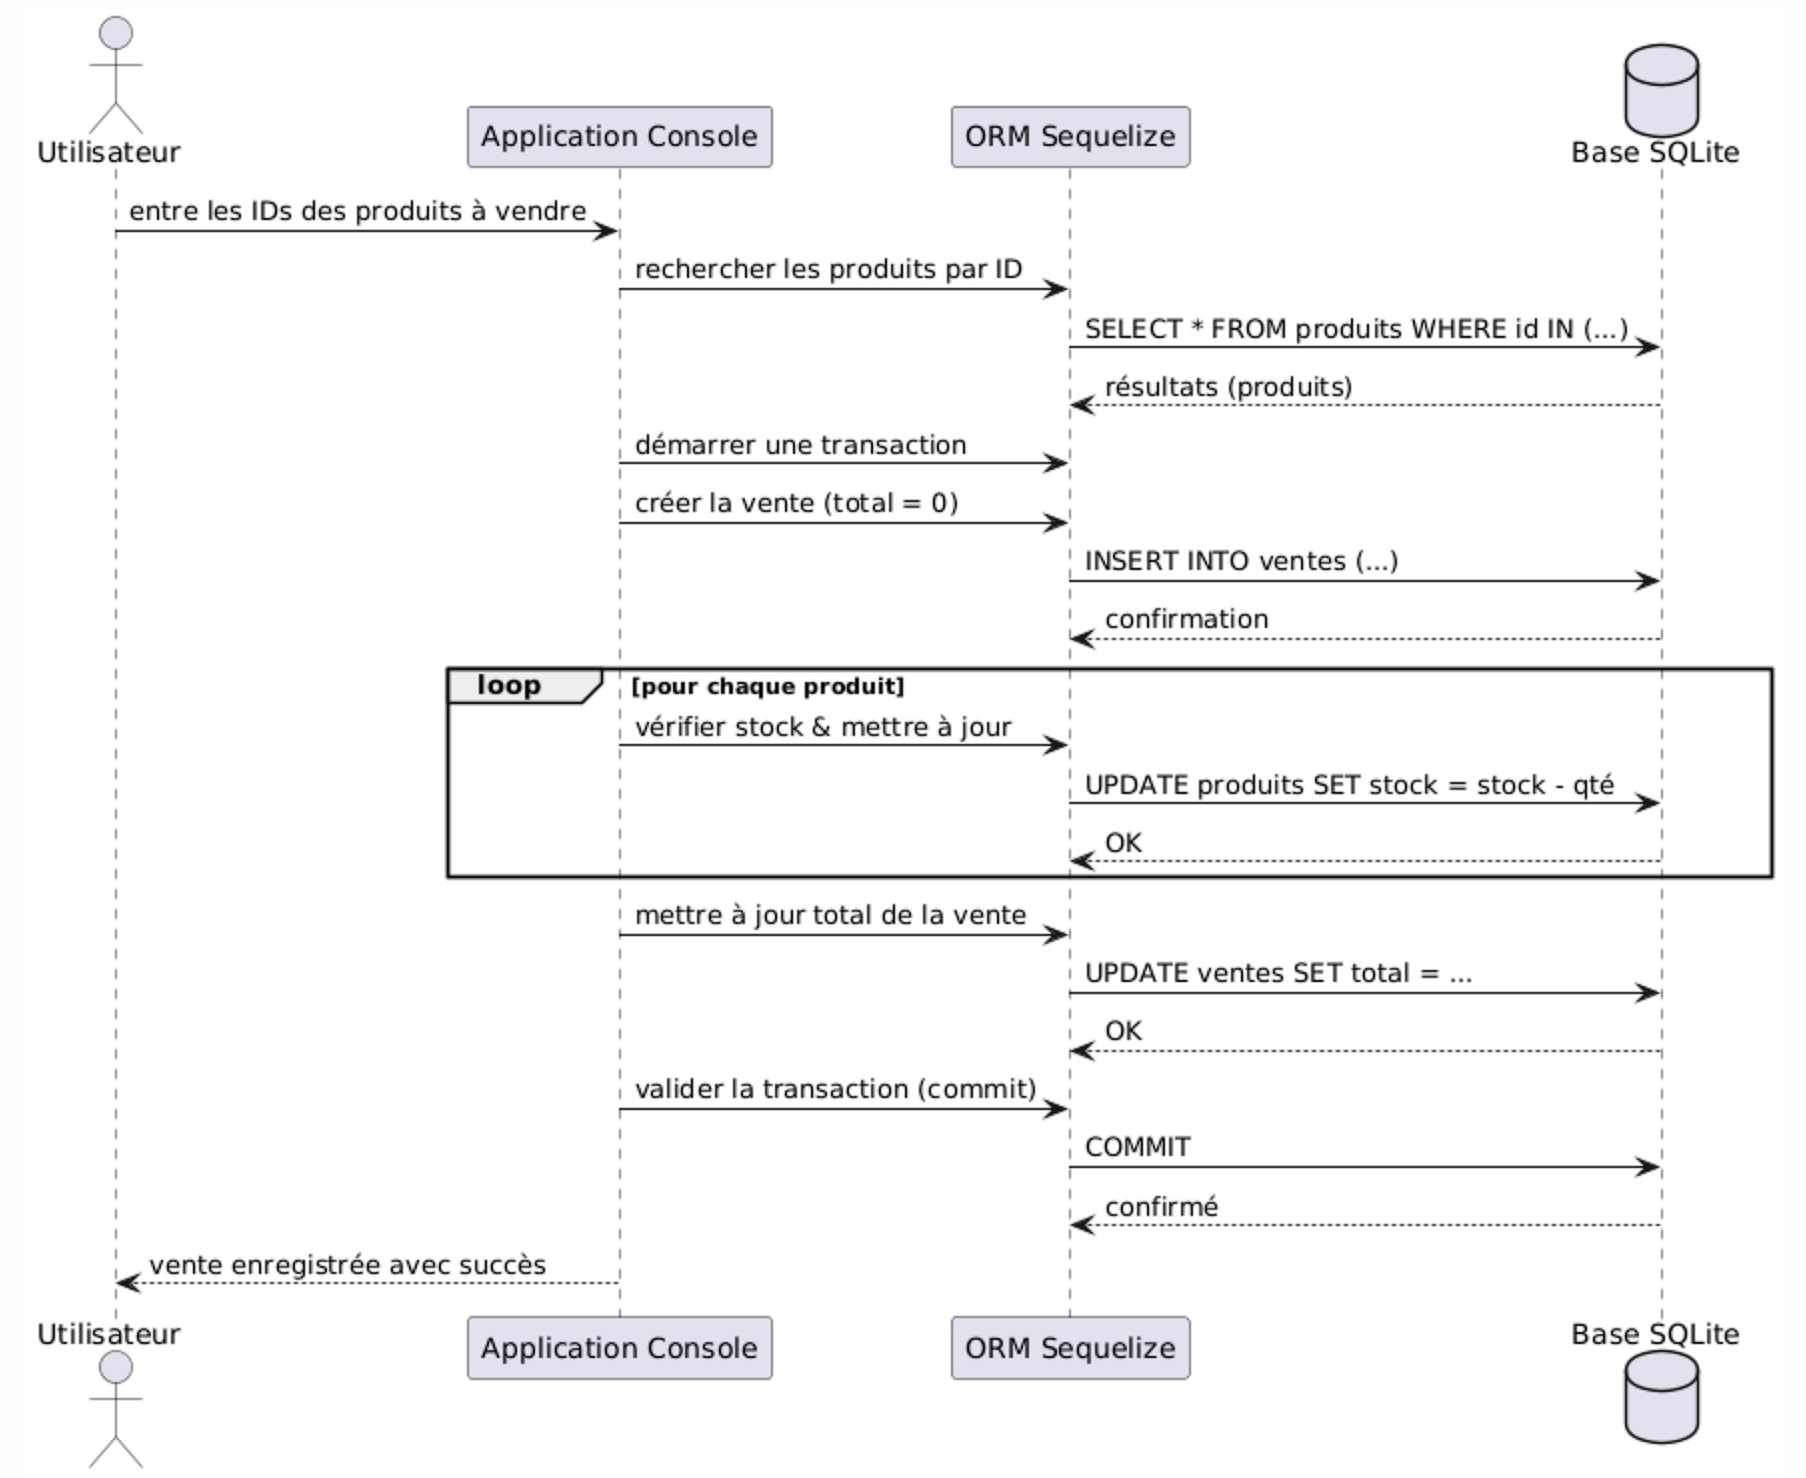 Utilisateur
Application Console
ORM Sequelize
Base SQLite
entre les IDs des produits à vendre
rechercher les produits par ID
SELECT * FROM produits WHERE id IN (...)
résultats (produits)
démarrer une transaction
créer la vente (total = 0)
INSERT INTO ventes (...)
confirmation
loop [pour chaque produit]
vérifier stock & mettre à jour
UPDATE produits SET stock = stock - qté
OK
mettre à jour total de la vente
UPDATE ventes SET total = ...
OK
valider la transaction (commit)
COMMIT
confirmé
vente enregistrée avec succès
Utilisateur
Application Console
ORM Sequelize
Base SQLite